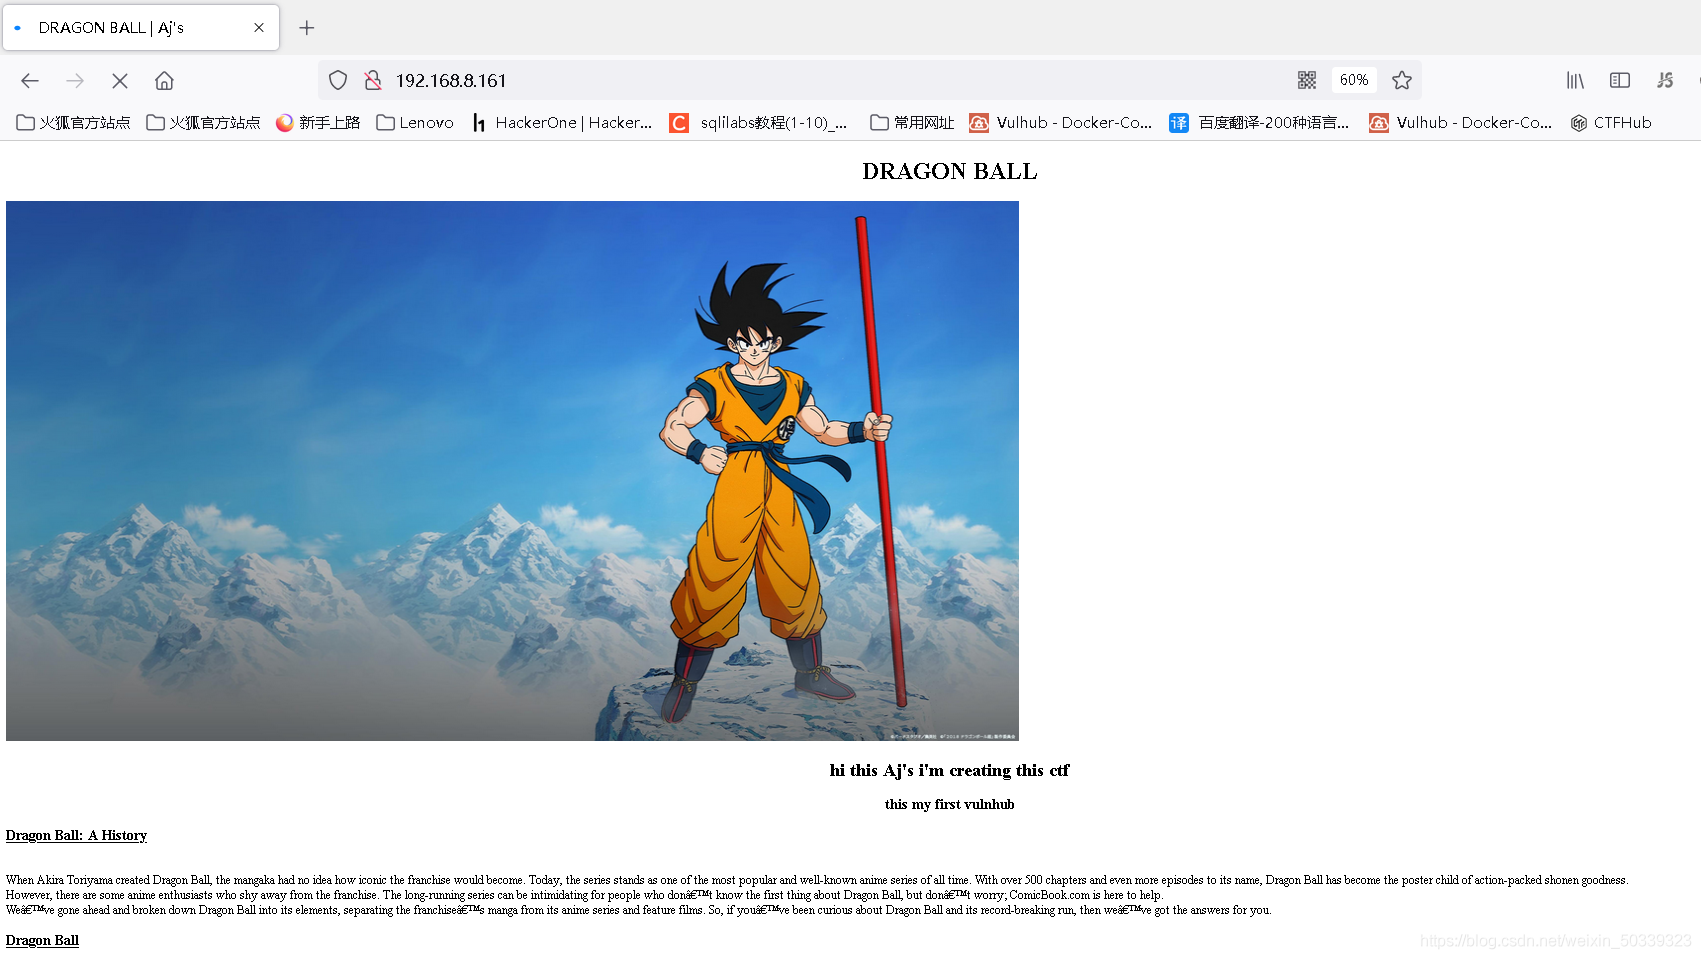 DRAGON BALL | Aj's
192.168.8.161
60%
火狐官方站点 火狐官方站点 新手上路 Lenovo HackerOne | Hacker... sqlilabs教程(1-10)_... 常用网址 Vulhub - Docker-Co... 百度翻译-200种语言... Vulhub - Docker-Co... CTFHub
DRAGON BALL
hi this Aj's i'm creating this ctf
this my first vulnhub
Dragon Ball: A History
When Akira Toriyama created Dragon Ball, the mangaka had no idea how iconic the franchise would become. Today, the series stands as one of the most popular and well-known anime series of all time. With over 500 chapters and even more episodes to its name, Dragon Ball has become the poster child of action-packed shonen goodness.
However, there are some anime enthusiasts who shy away from the franchise. The long-running series can be intimidating for people who donâ€™t know the first thing about Dragon Ball, but donâ€™t worry; ComicBook.com is here to help.
Weâ€™ve gone ahead and broken down Dragon Ball into its elements, separating the franchiseâ€™s manga from its anime series and feature films. So, if youâ€™ve been curious about Dragon Ball and its record-breaking run, then weâ€™ve got the answers for you.
Dragon Ball
https://blog.csdn.net/weixin_50339323